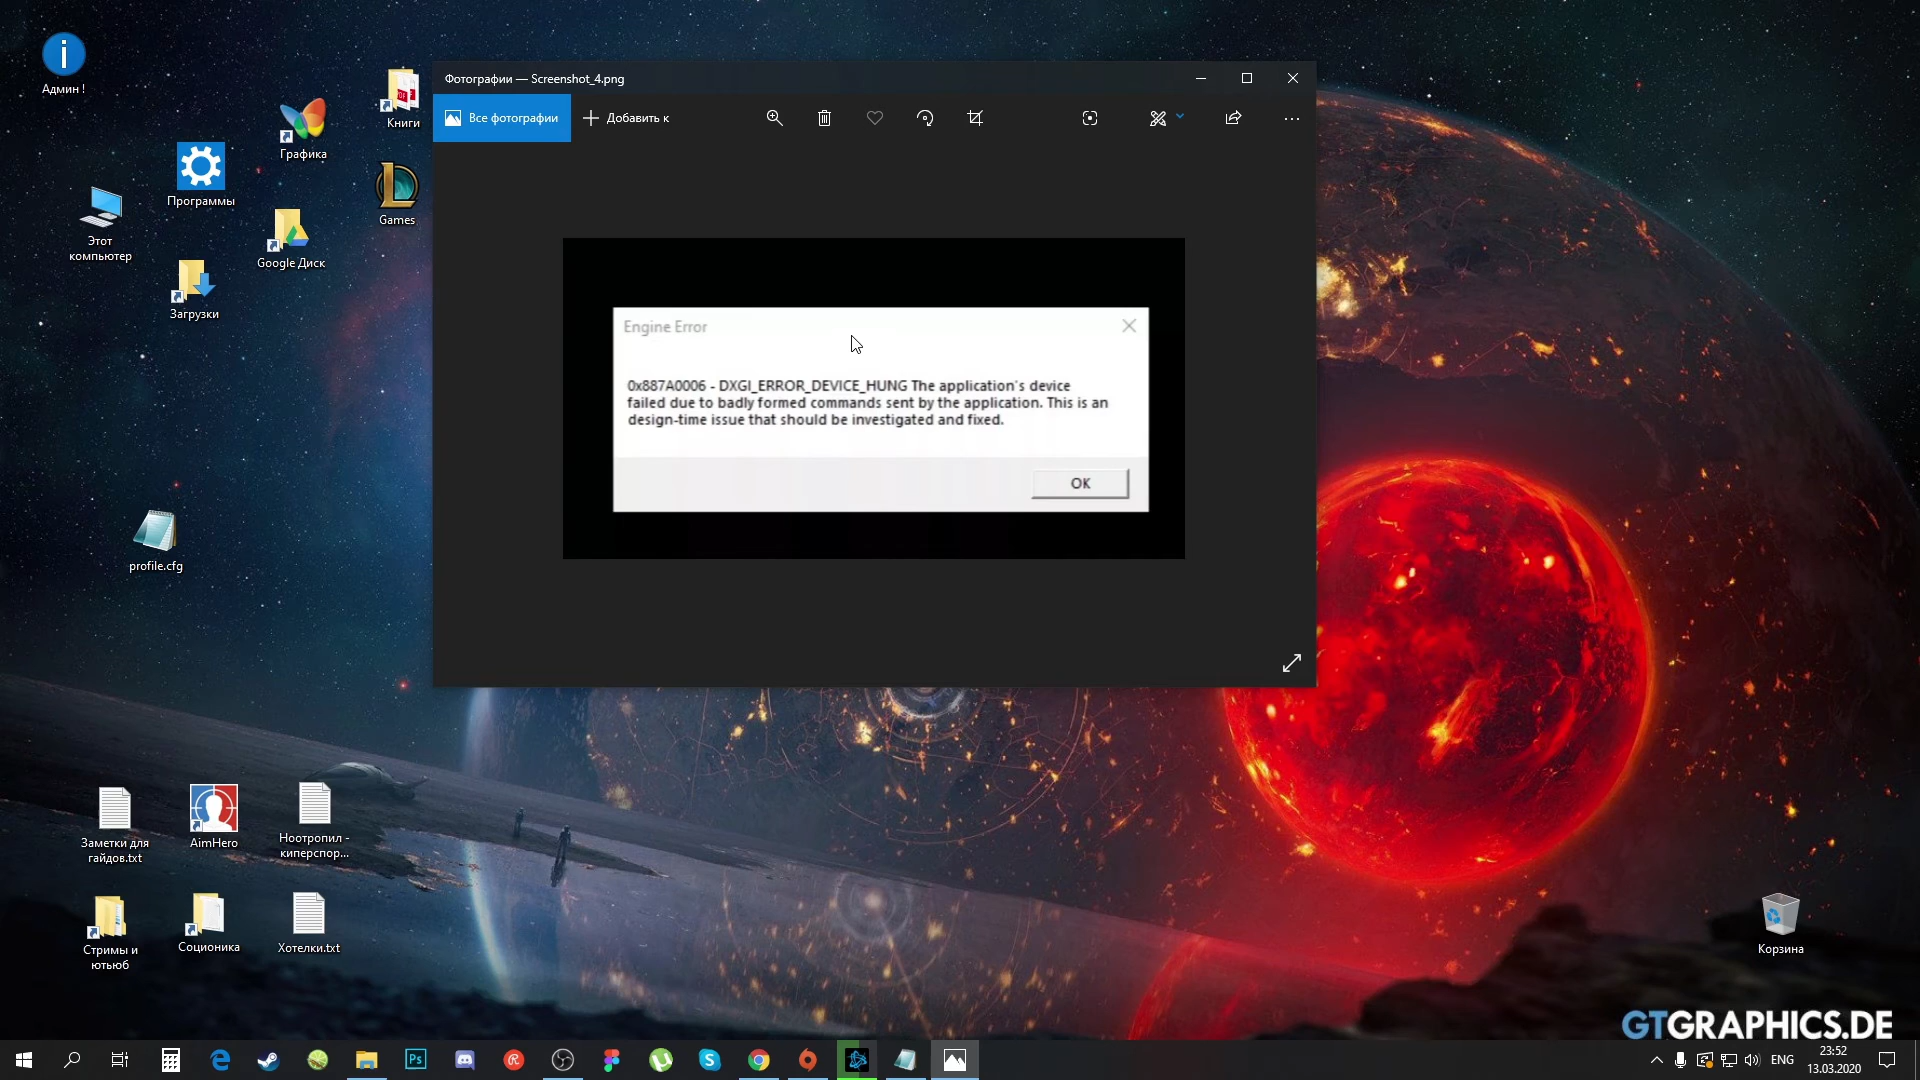 Админ !
Графика
Книги
Программы
Games
Этот
компьютер
Google Диск
Загрузки
profile.cfg
Фотографии — Screenshot_4.png
Все фотографии
Добавить к
Engine Error
0x887A0006 - DXGI_ERROR_DEVICE_HUNG The application's device
failed due to badly formed commands sent by the application. This is an
design-time issue that should be investigated and fixed.
OK
Заметки для
гайдов.txt
AimHero
Ноотропил -
киперспор...
Стримы и
ютьюб
Соционика
Хотелки.txt
Корзина
GTGRAPHICS.DE
Ps
ENG
23:52
13.03.2020